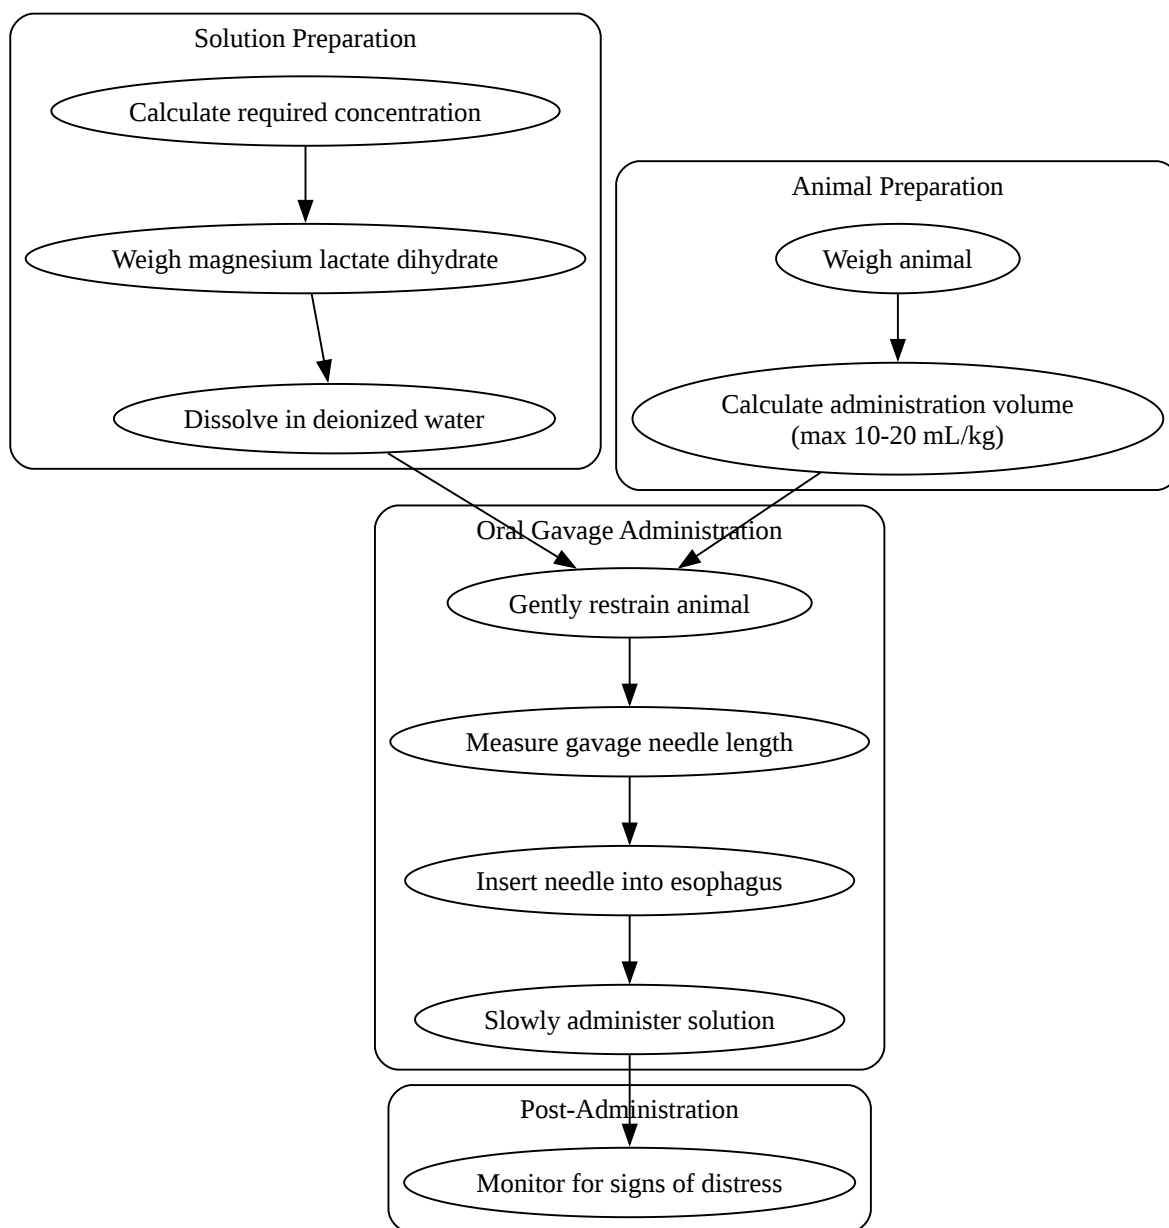 Solution Preparation
Calculate required concentration
Weigh magnesium lactate dihydrate
Dissolve in deionized water
Animal Preparation
Weigh animal
Calculate administration volume
(max 10-20 mL/kg)
Oral Gavage Administration
Gently restrain animal
Measure gavage needle length
Insert needle into esophagus
Slowly administer solution
Post-Administration
Monitor for signs of distress